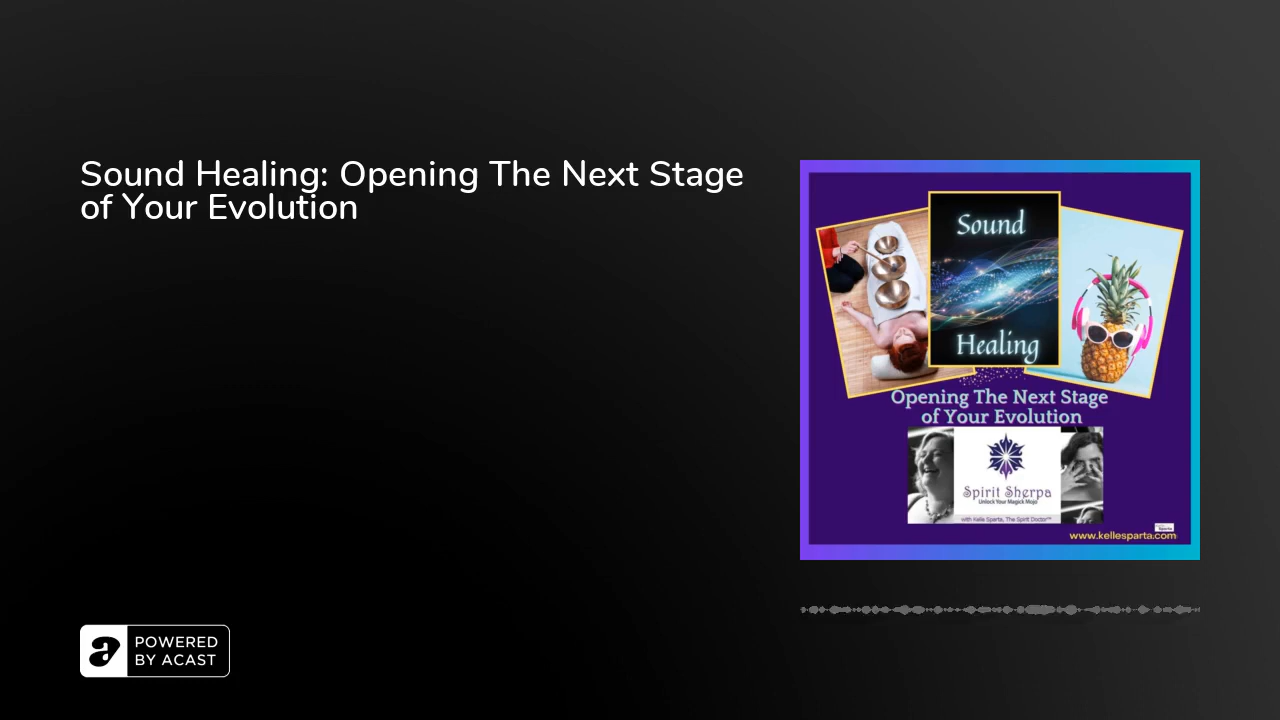 Sound Healing: Opening The Next Stage
of Your Evolution
Sound
Healing
Opening The Next Stage
of Your Evolution
Spirit Sherpa
Unlock Your Magick Mojo
with Kelle Sparta, The Spirit Doctor™
www.kellesparta.com
a POWERED
BY ACAST